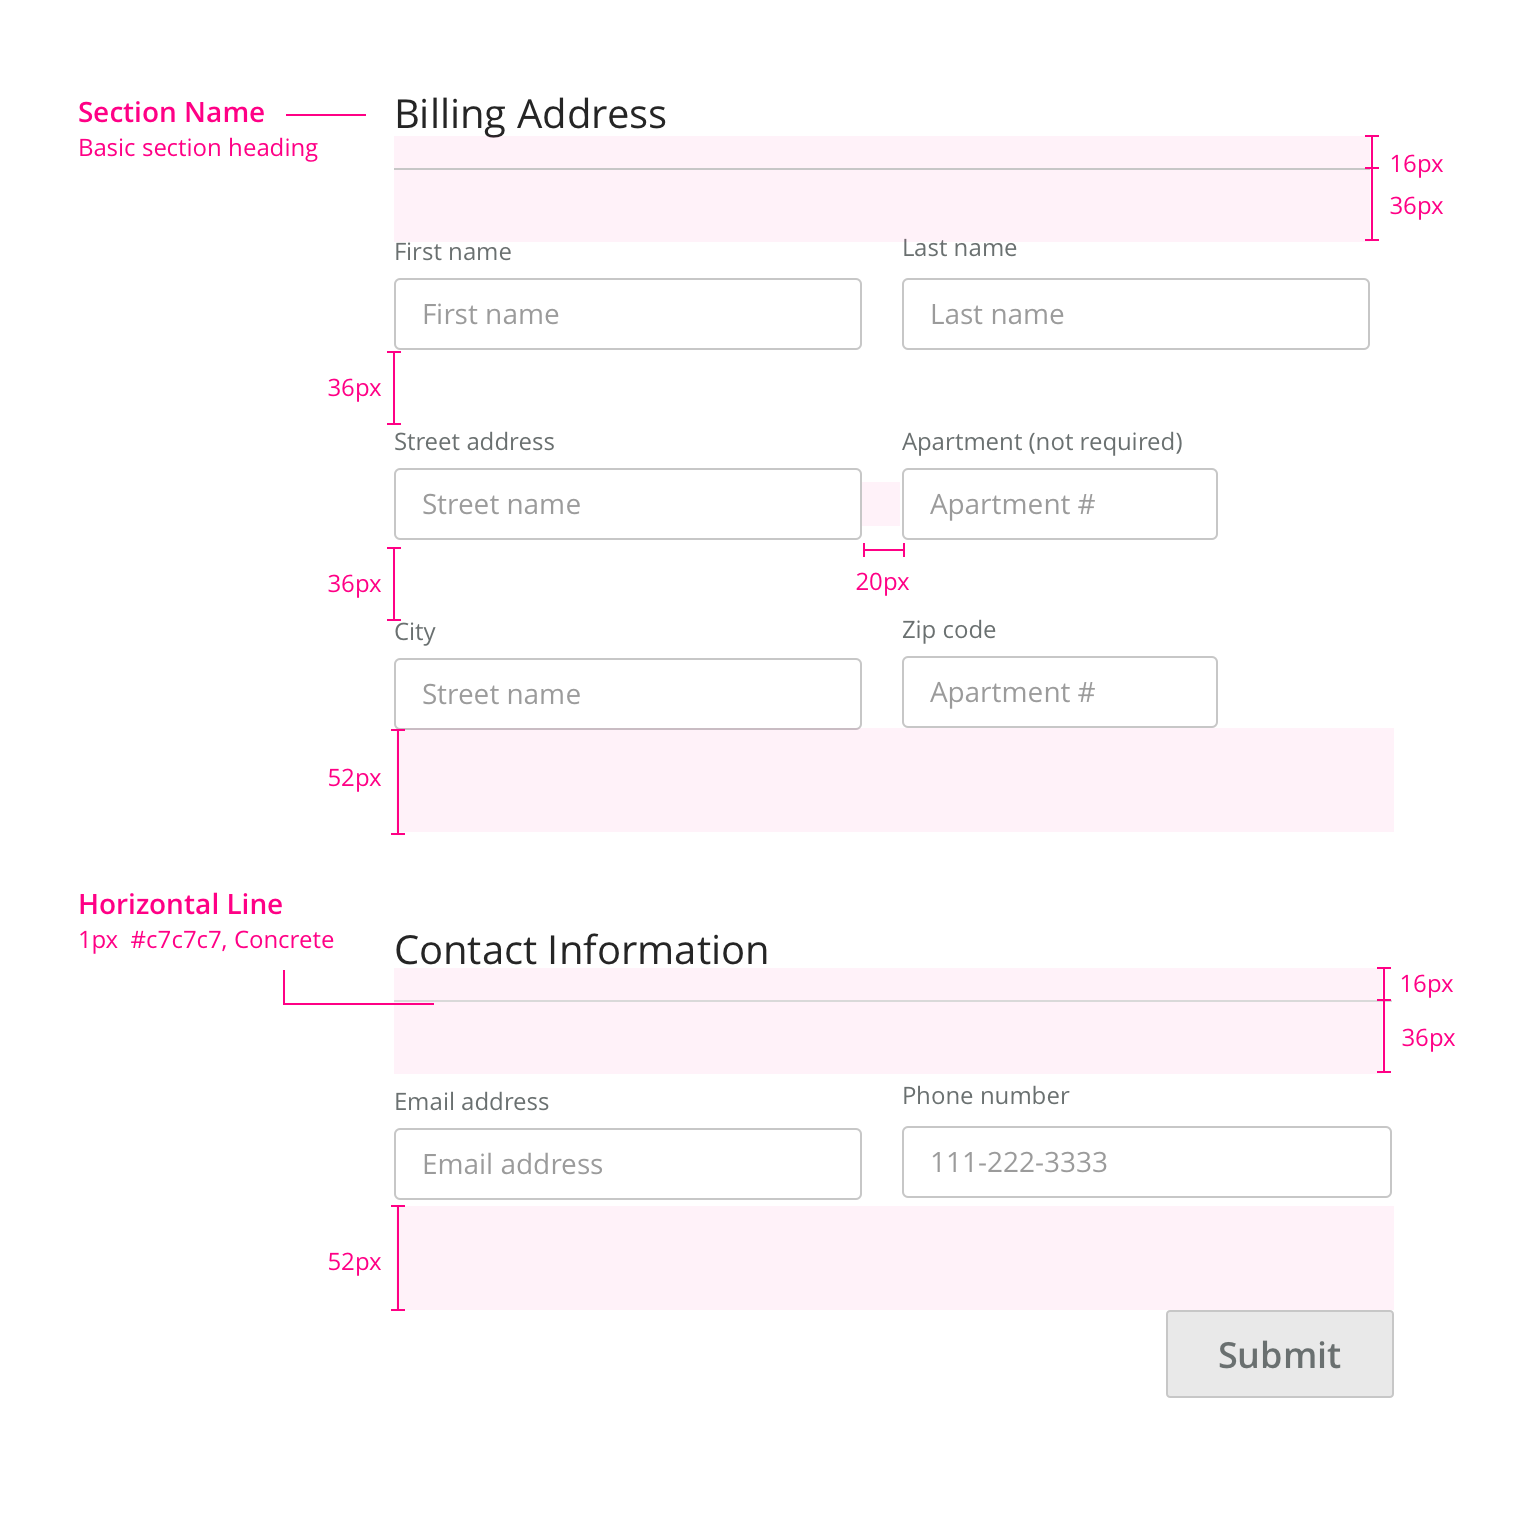 Section Name
Basic section heading
Billing Address
16px
36px
First name
Last name
First name
Last name
36px
Street address
Apartment (not required)
Street name
Apartment #
36px
20px
City
Zip code
Street name
Apartment #
52px
Horizontal Line
1px  #c7c7c7, Concrete
Contact Information
16px
36px
Email address
Phone number
Email address
111-222-3333
52px
Submit